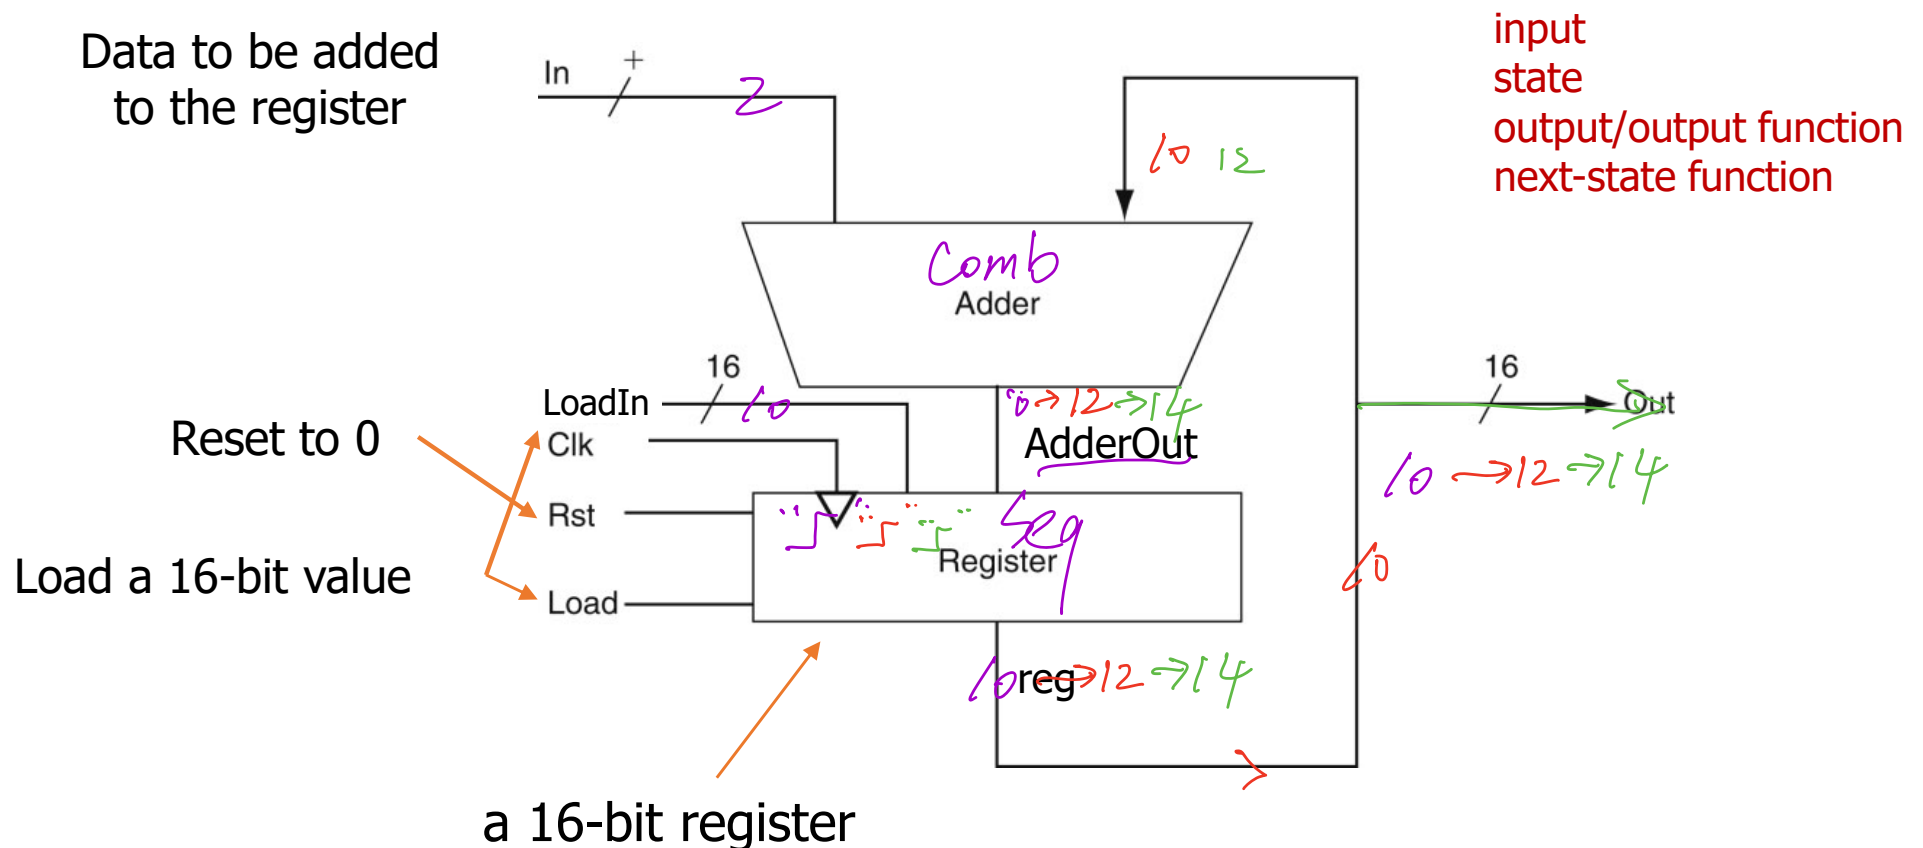 Data to be added
to the register
In
+
2
input
state
output/output function
next-state function
10 12
Comb
Adder
16
LoadIn
10
→12→14
AdderOut
16
Out
10→12→14
Reset to 0
Clk
Rst
Seq
Register
Load a 16-bit value
Load
10
10→12→14
reg
a 16-bit register